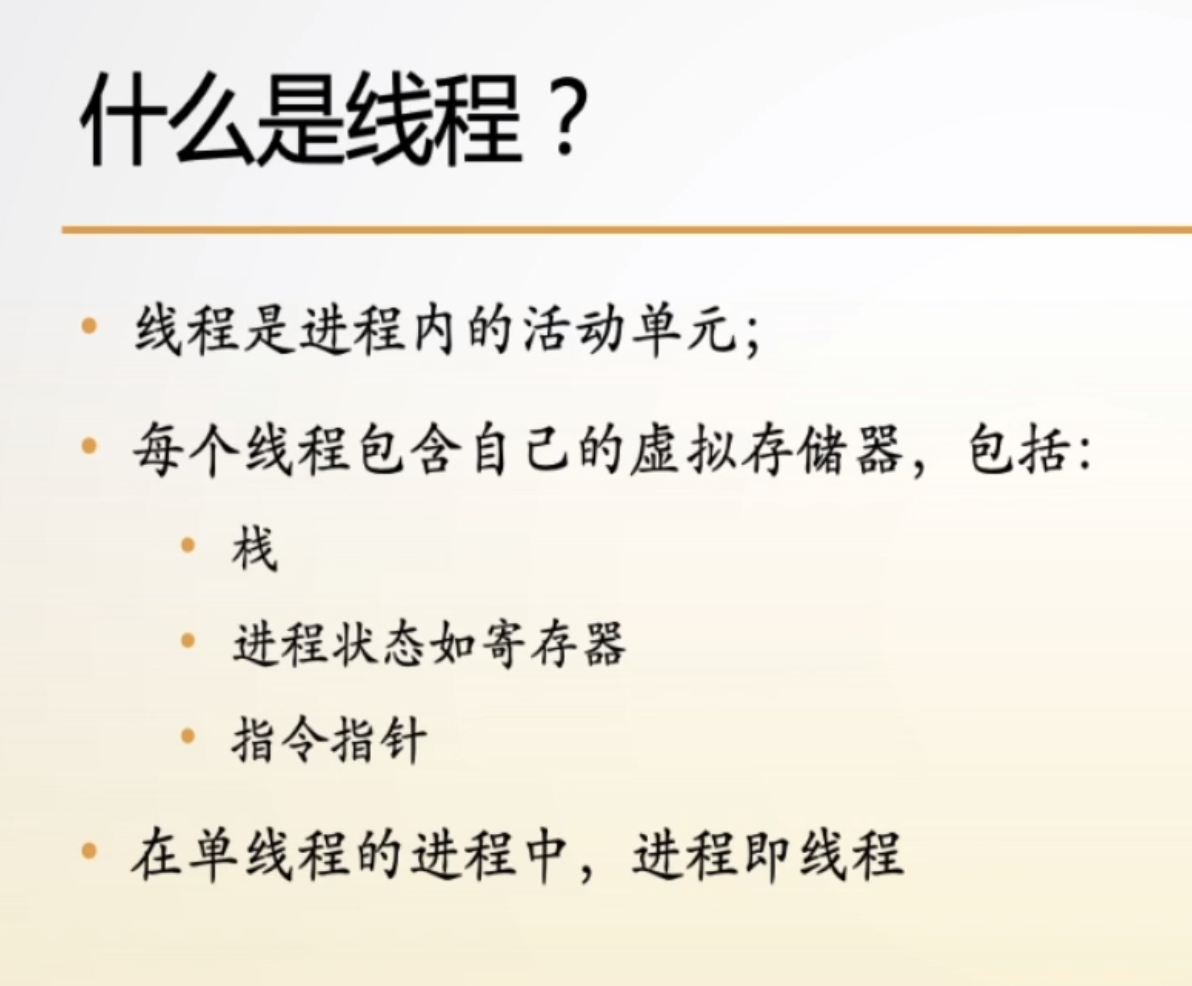 什么是线程？
• 线程是进程内的活动单元；
• 每个线程包含自己的虚拟存储器，包括：
• 栈
• 进程状态如寄存器
• 指令指针
• 在单线程的进程中，进程即线程